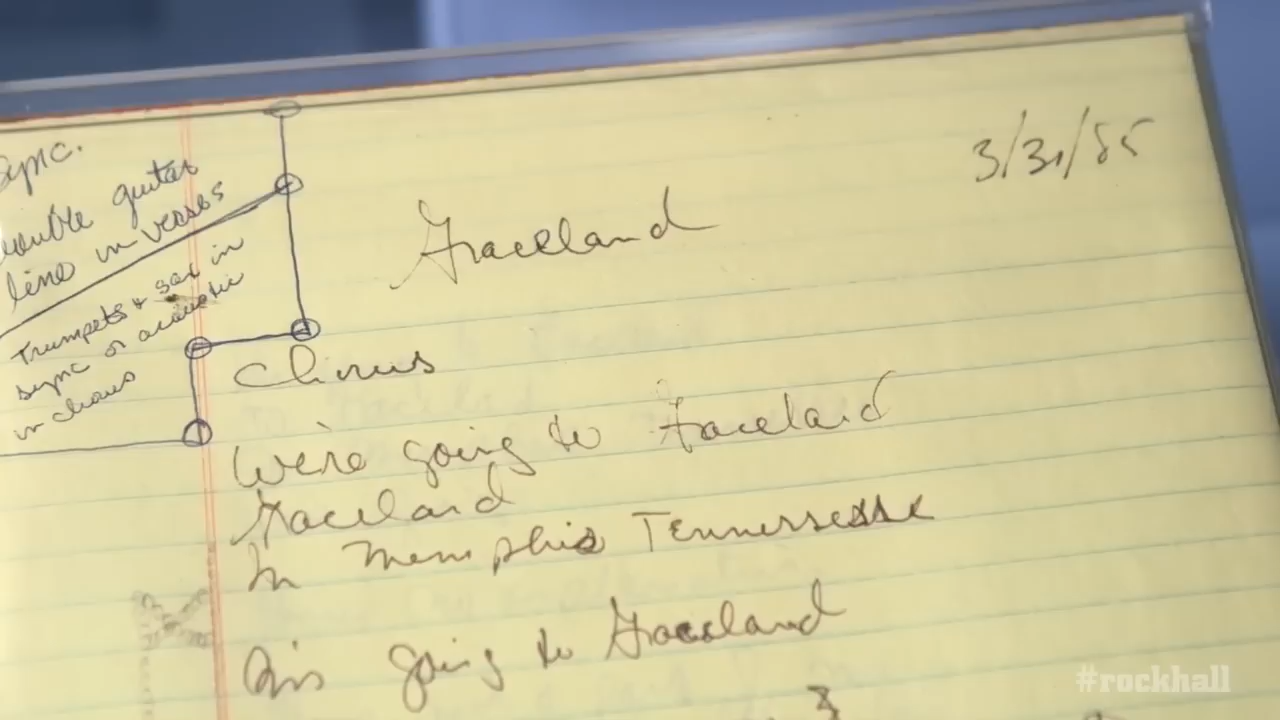 sync.
double guitar
line in verses
Trumpets & sax in
sync or acoustic
in chorus
3/31/85
Graceland
Chorus
We're going to Graceland
Graceland
In Memphis Tennersesse
going to Graceland
#rockhall